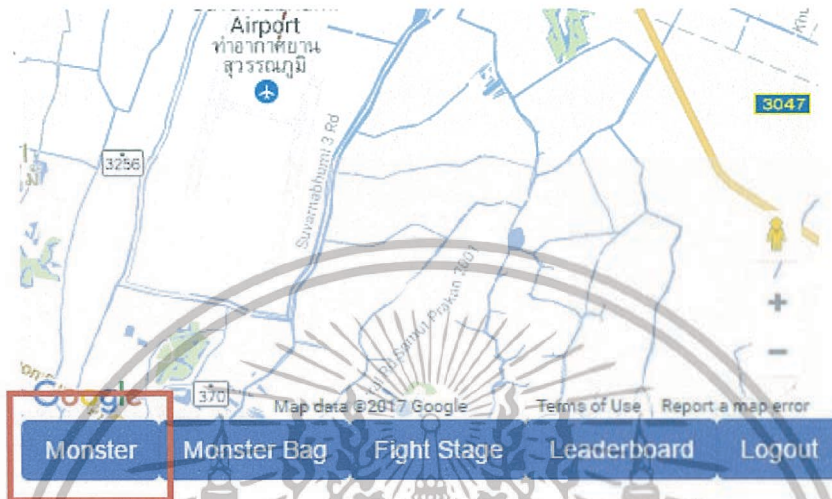 Airport
ท่าอากาศยาน
สุวรรณภูมิ
3047
3256
Suvarnabhumi 3 Rd
370
Google
Map data ©2017 Google
Terms of Use
Report a map error
Monster
Monster Bag
Fight Stage
Leaderboard
Logout